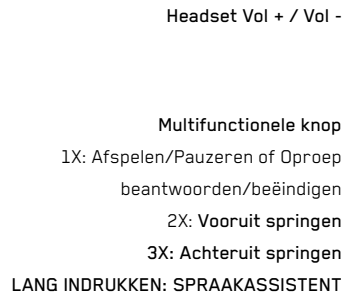 Headset Vol + / Vol -
Multifunctionele knop
1X: Afspelen/Pauzeren of Oproep
beantwoorden/beëindigen
2X: Vooruit springen
3X: Achteruit springen
LANG INDRUKKEN: SPRAAKASSISTENT